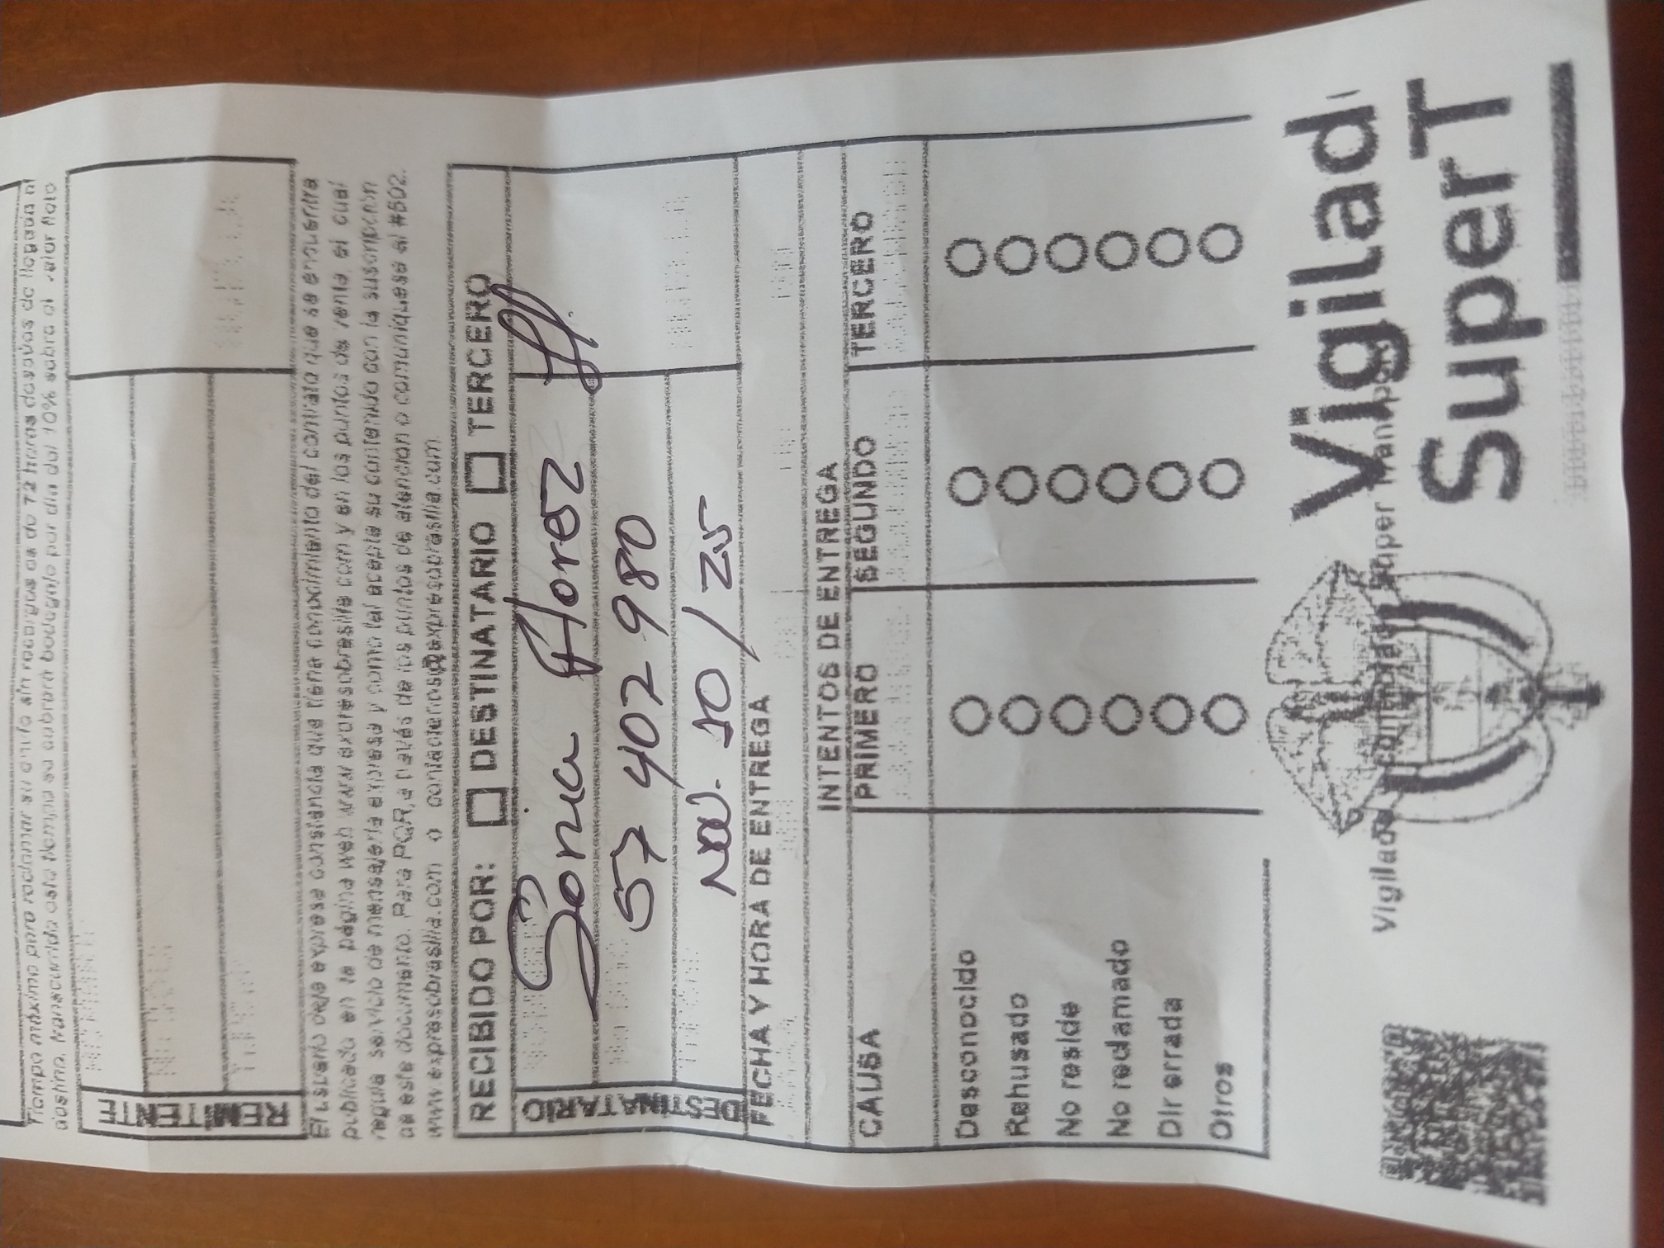 Tiempo máximo para reclamar su envío sin recargos es de 72 horas después de llegada al
destino. Transcurrido este tiempo se cobrará bodegaje por día del 10% sobre el valor flete
REMITENTE
El usuario deja expresa constancia que tiene conocimiento del contrato que se encuentra
publicado en la página web www.expresobrasilia.com y en los puntos de venta el cual
regula servicio de mensajería expresa y como tal acepta su contenido con la suscripción
de este documento. Para PQR, a través de los puntos de atención o comuníquese al #502.
www.expresobrasilia.com o contactenos@expresobrasilia.com
RECIBIDO POR: DESTINATARIO TERCERO
DESTINATARIO
Sonia Florez
57 402 980
Nov. 10/25
FECHA Y HORA DE ENTREGA
INTENTOS DE ENTREGA
CAUSA PRIMERO SEGUNDO TERCERO
Desconocido
Rehusado
No reside
No reclamado
Dir errada
Otros
Vigilad
SuperT